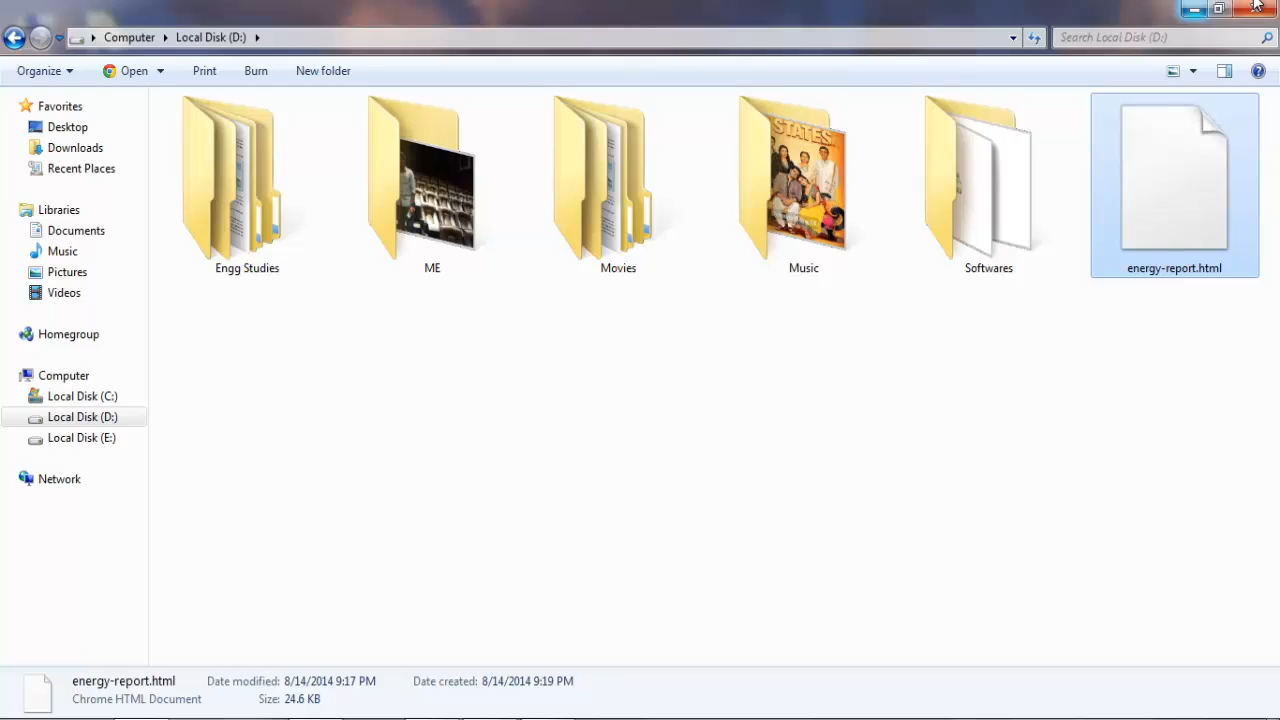 Computer Local Disk (D:)
Search Local Disk (D:)
Organize Open Print Burn New folder
Favorites
Desktop
Downloads
Recent Places
Libraries
Documents
Music
Pictures
Videos
Homegroup
Computer
Local Disk (C:)
Local Disk (D:)
Local Disk (E:)
Network
STATES
Engg Studies
ME
Movies
Music
Softwares
energy-report.html
energy-report.html Date modified: 8/14/2014 9:17 PM Date created: 8/14/2014 9:19 PM
Chrome HTML Document Size: 24.6 KB